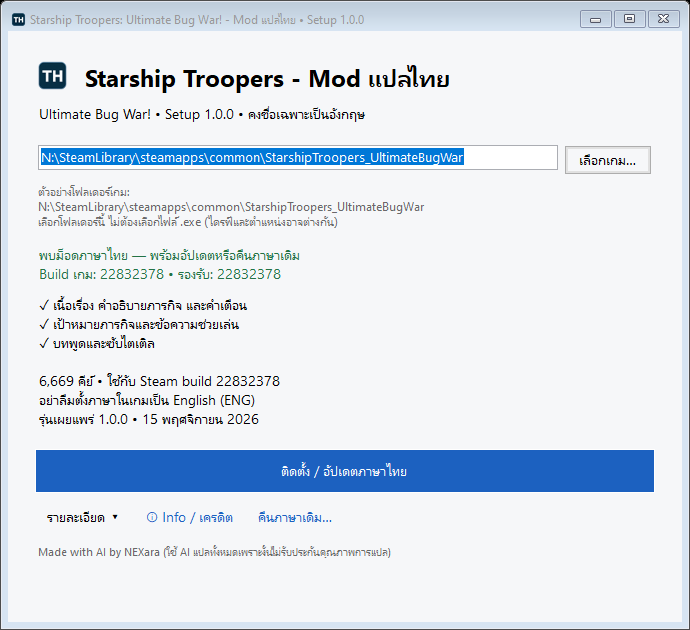 TH Starship Troopers: Ultimate Bug War! - Mod แปลไทย • Setup 1.0.0
TH Starship Troopers - Mod แปลไทย
Ultimate Bug War! • Setup 1.0.0 • คงชื่อเฉพาะเป็นอังกฤษ
N:\SteamLibrary\steamapps\common\StarshipTroopers_UltimateBugWar เลือกเกม...
ตัวอย่างโฟลเดอร์เกม:
N:\SteamLibrary\steamapps\common\StarshipTroopers_UltimateBugWar
เลือกโฟลเดอร์นี้ ไม่ต้องเลือกไฟล์ .exe (ไดรฟ์และตำแหน่งอาจต่างกัน)
พบม็อดภาษาไทย — พร้อมอัปเดตหรือคืนภาษาเดิม
Build เกม: 22832378 • รองรับ: 22832378
✓ เนื้อเรื่อง คำอธิบายภารกิจ และคำเตือน
✓ เป้าหมายภารกิจและข้อความช่วยเล่น
✓ บทพูดและซับไตเติล
6,669 คีย์ • ใช้กับ Steam build 22832378
อย่าลืมตั้งภาษาในเกมเป็น English (ENG)
รุ่นเผยแพร่ 1.0.0 • 15 พฤศจิกายน 2026
ติดตั้ง / อัปเดตภาษาไทย
รายละเอียด ▾ ⓘ Info / เครดิต คืนภาษาเดิม...
Made with AI by NEXara (ใช้ AI แปลทั้งหมดเพราะงั้นไม่รับประกันคุณภาพการแปล)